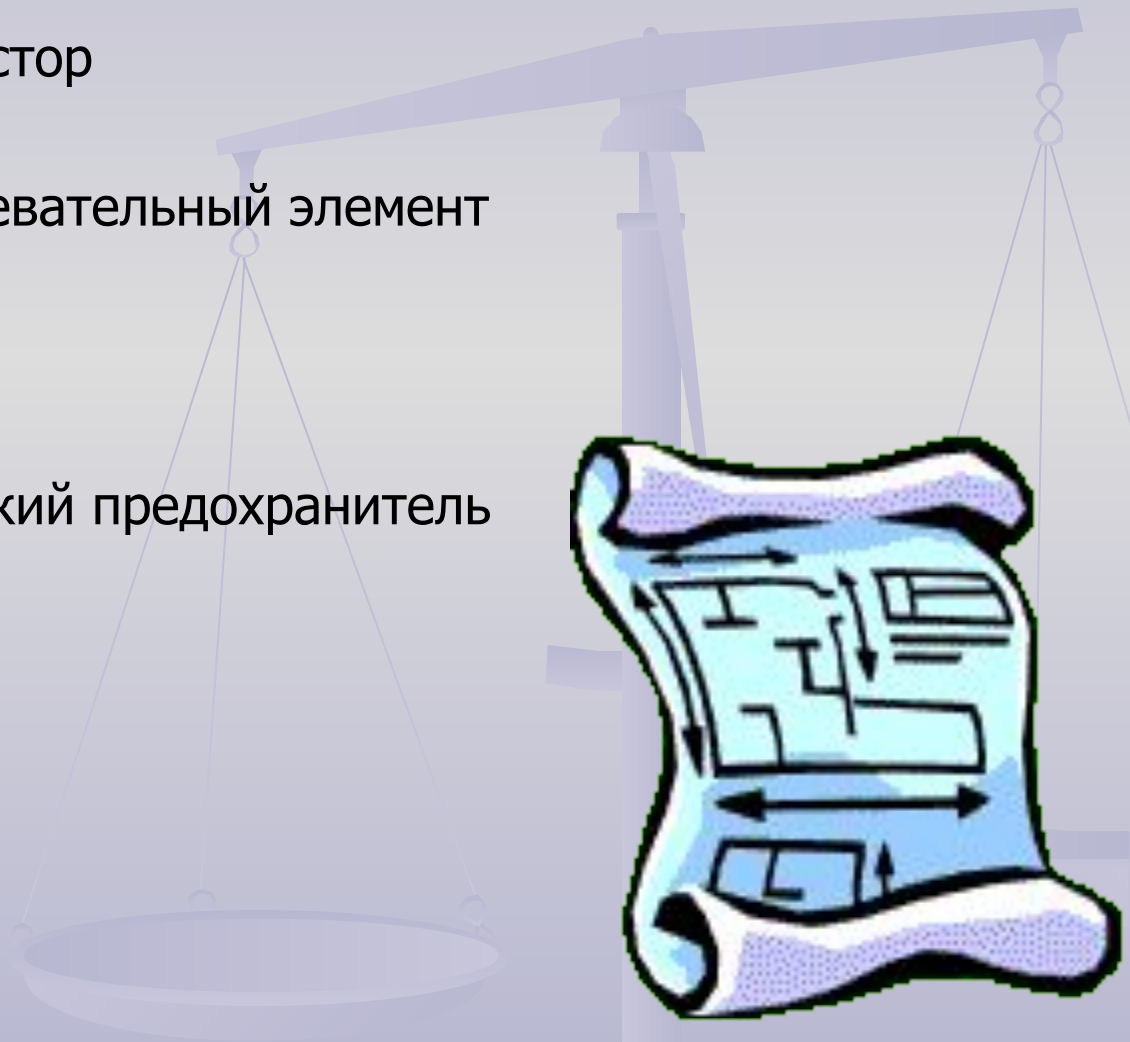 стор
евательный элемент
кий предохранитель